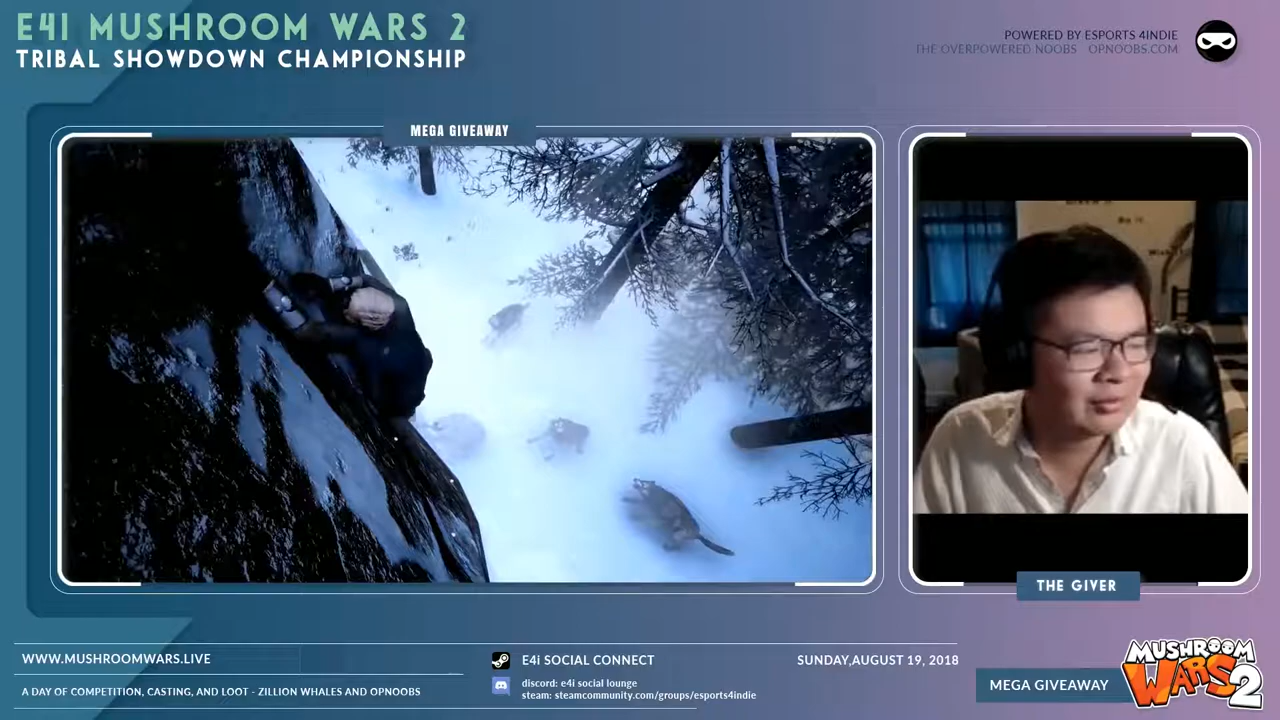 E4I MUSHROOM WARS 2
TRIBAL SHOWDOWN CHAMPIONSHIP
POWERED BY ESPORTS 4INDIE
THE OVERPOWERED NOOBS OPNOOBS.COM
MEGA GIVEAWAY
THE GIVER
WWW.MUSHROOMWARS.LIVE
A DAY OF COMPETITION, CASTING, AND LOOT - ZILLION WHALES AND OPNOOBS
E4i SOCIAL CONNECT
discord: e4i social lounge
steam: steamcommunity.com/groups/esports4indie
SUNDAY,AUGUST 19, 2018
MEGA GIVEAWAY
MUSHROOM
WARS 2